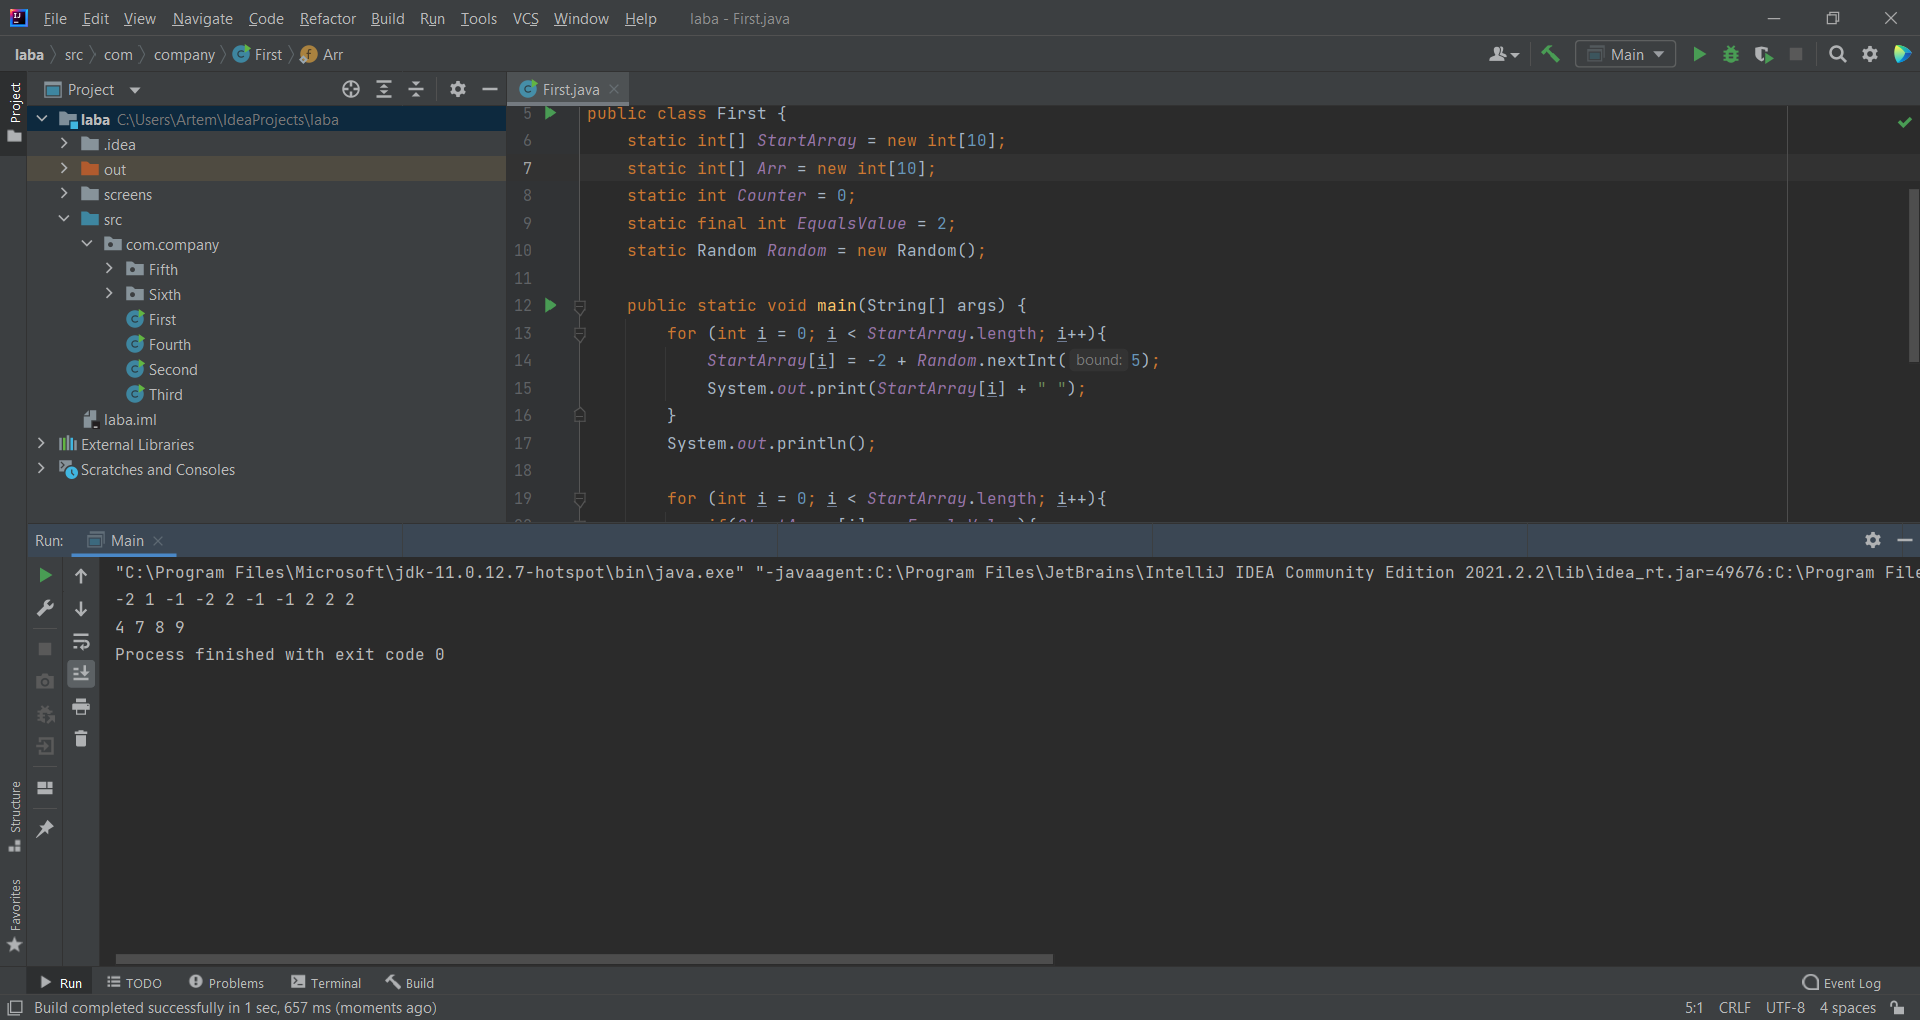 File Edit View Navigate Code Refactor Build Run Tools VCS Window Help laba - First.java
laba src com company First Arr
Main
Project
Project
laba C:\Users\Artem\IdeaProjects\laba
.idea
out
screens
src
com.company
Fifth
Sixth
First
Fourth
Second
Third
laba.iml
External Libraries
Scratches and Consoles
First.java
5 public class First {
6 static int[] StartArray = new int[10];
7 static int[] Arr = new int[10];
8 static int Counter = 0;
9 static final int EqualsValue = 2;
10 static Random Random = new Random();
11
12 public static void main(String[] args) {
13 for (int i = 0; i < StartArray.length; i++){
14 StartArray[i] = -2 + Random.nextInt( bound: 5);
15 System.out.print(StartArray[i] + " ");
16 }
17 System.out.println();
18
19 for (int i = 0; i < StartArray.length; i++){
Run: Main
"C:\Program Files\Microsoft\jdk-11.0.12.7-hotspot\bin\java.exe" "-javaagent:C:\Program Files\JetBrains\IntelliJ IDEA Community Edition 2021.2.2\lib\idea_rt.jar=49676:C:\Program File
-2 1 -1 -2 2 -1 -1 2 2 2
4 7 8 9
Process finished with exit code 0
Structure
Favorites
Run TODO Problems Terminal Build Event Log
Build completed successfully in 1 sec, 657 ms (moments ago) 5:1 CRLF UTF-8 4 spaces